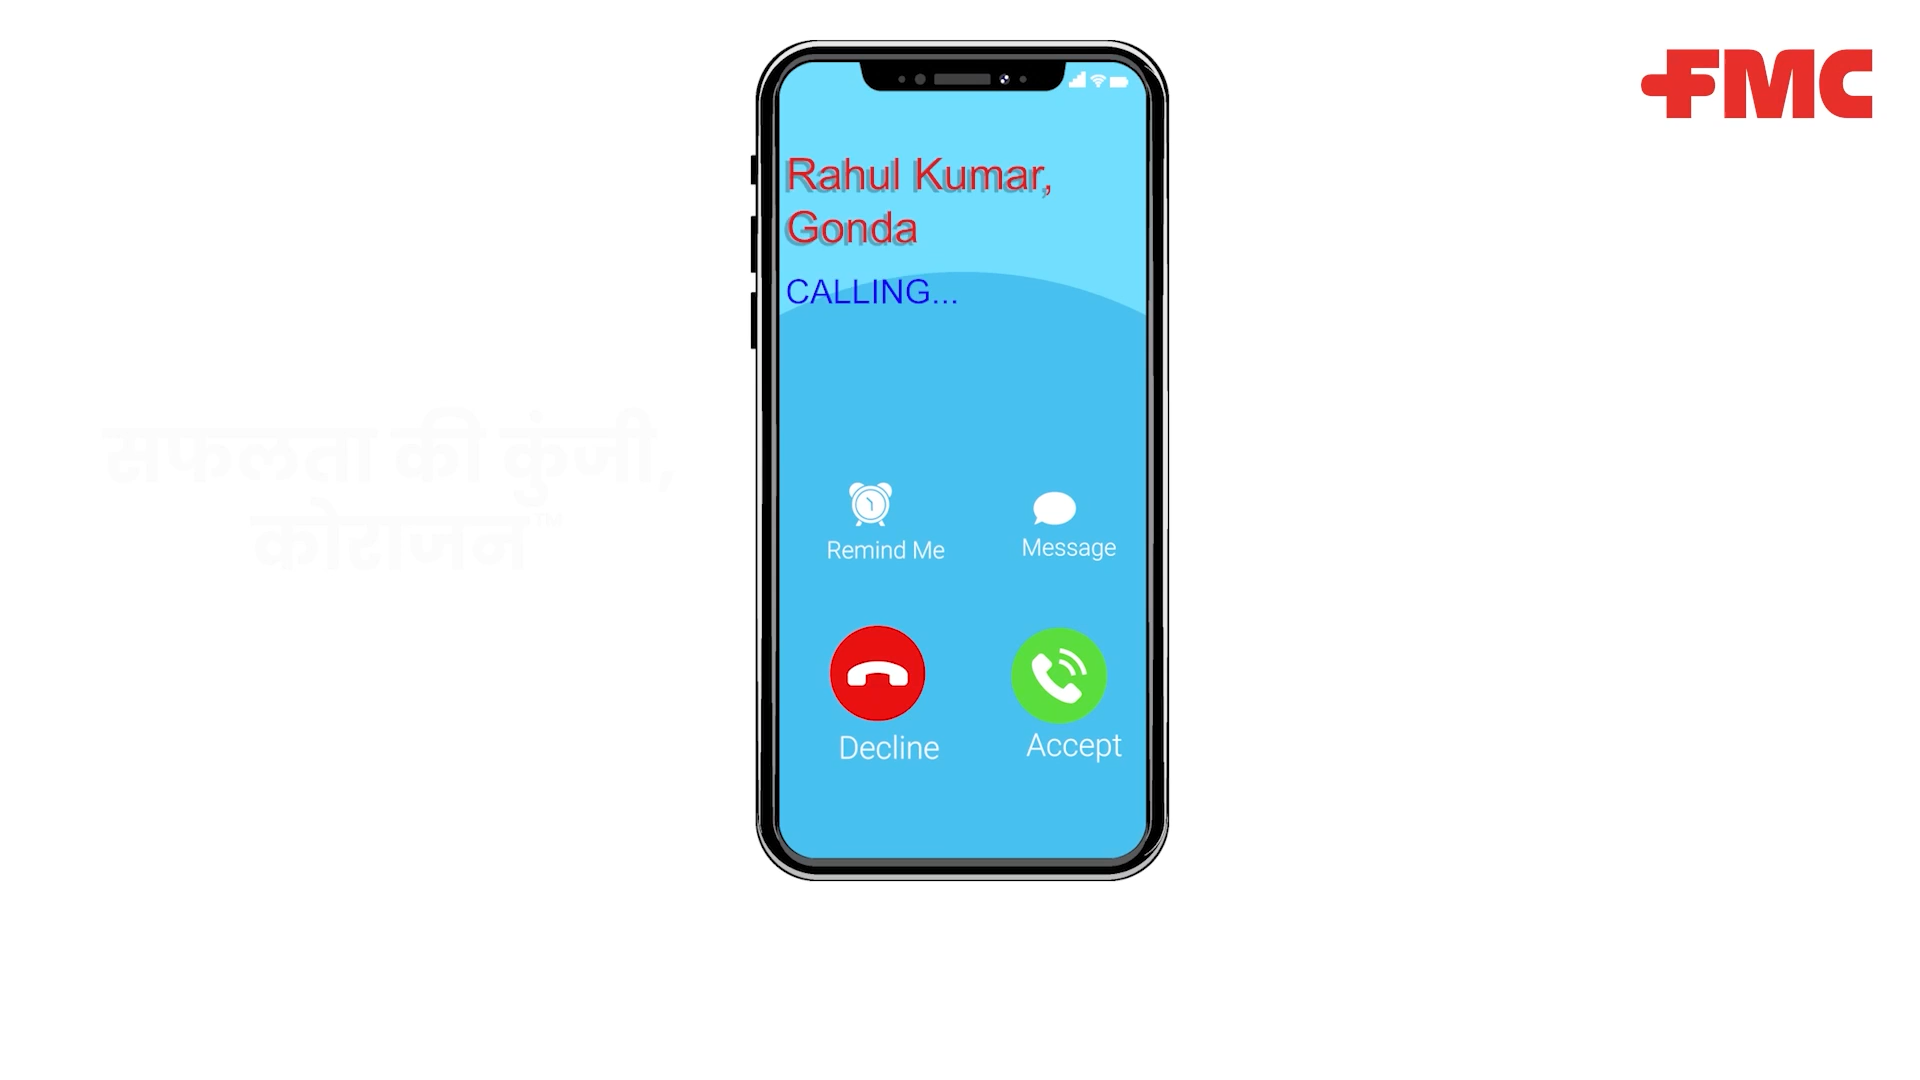 FMC
Rahul Kumar,
Gonda
CALLING...
सफलता की कुंजी,
कोराजन™
Remind Me
Message
Decline
Accept